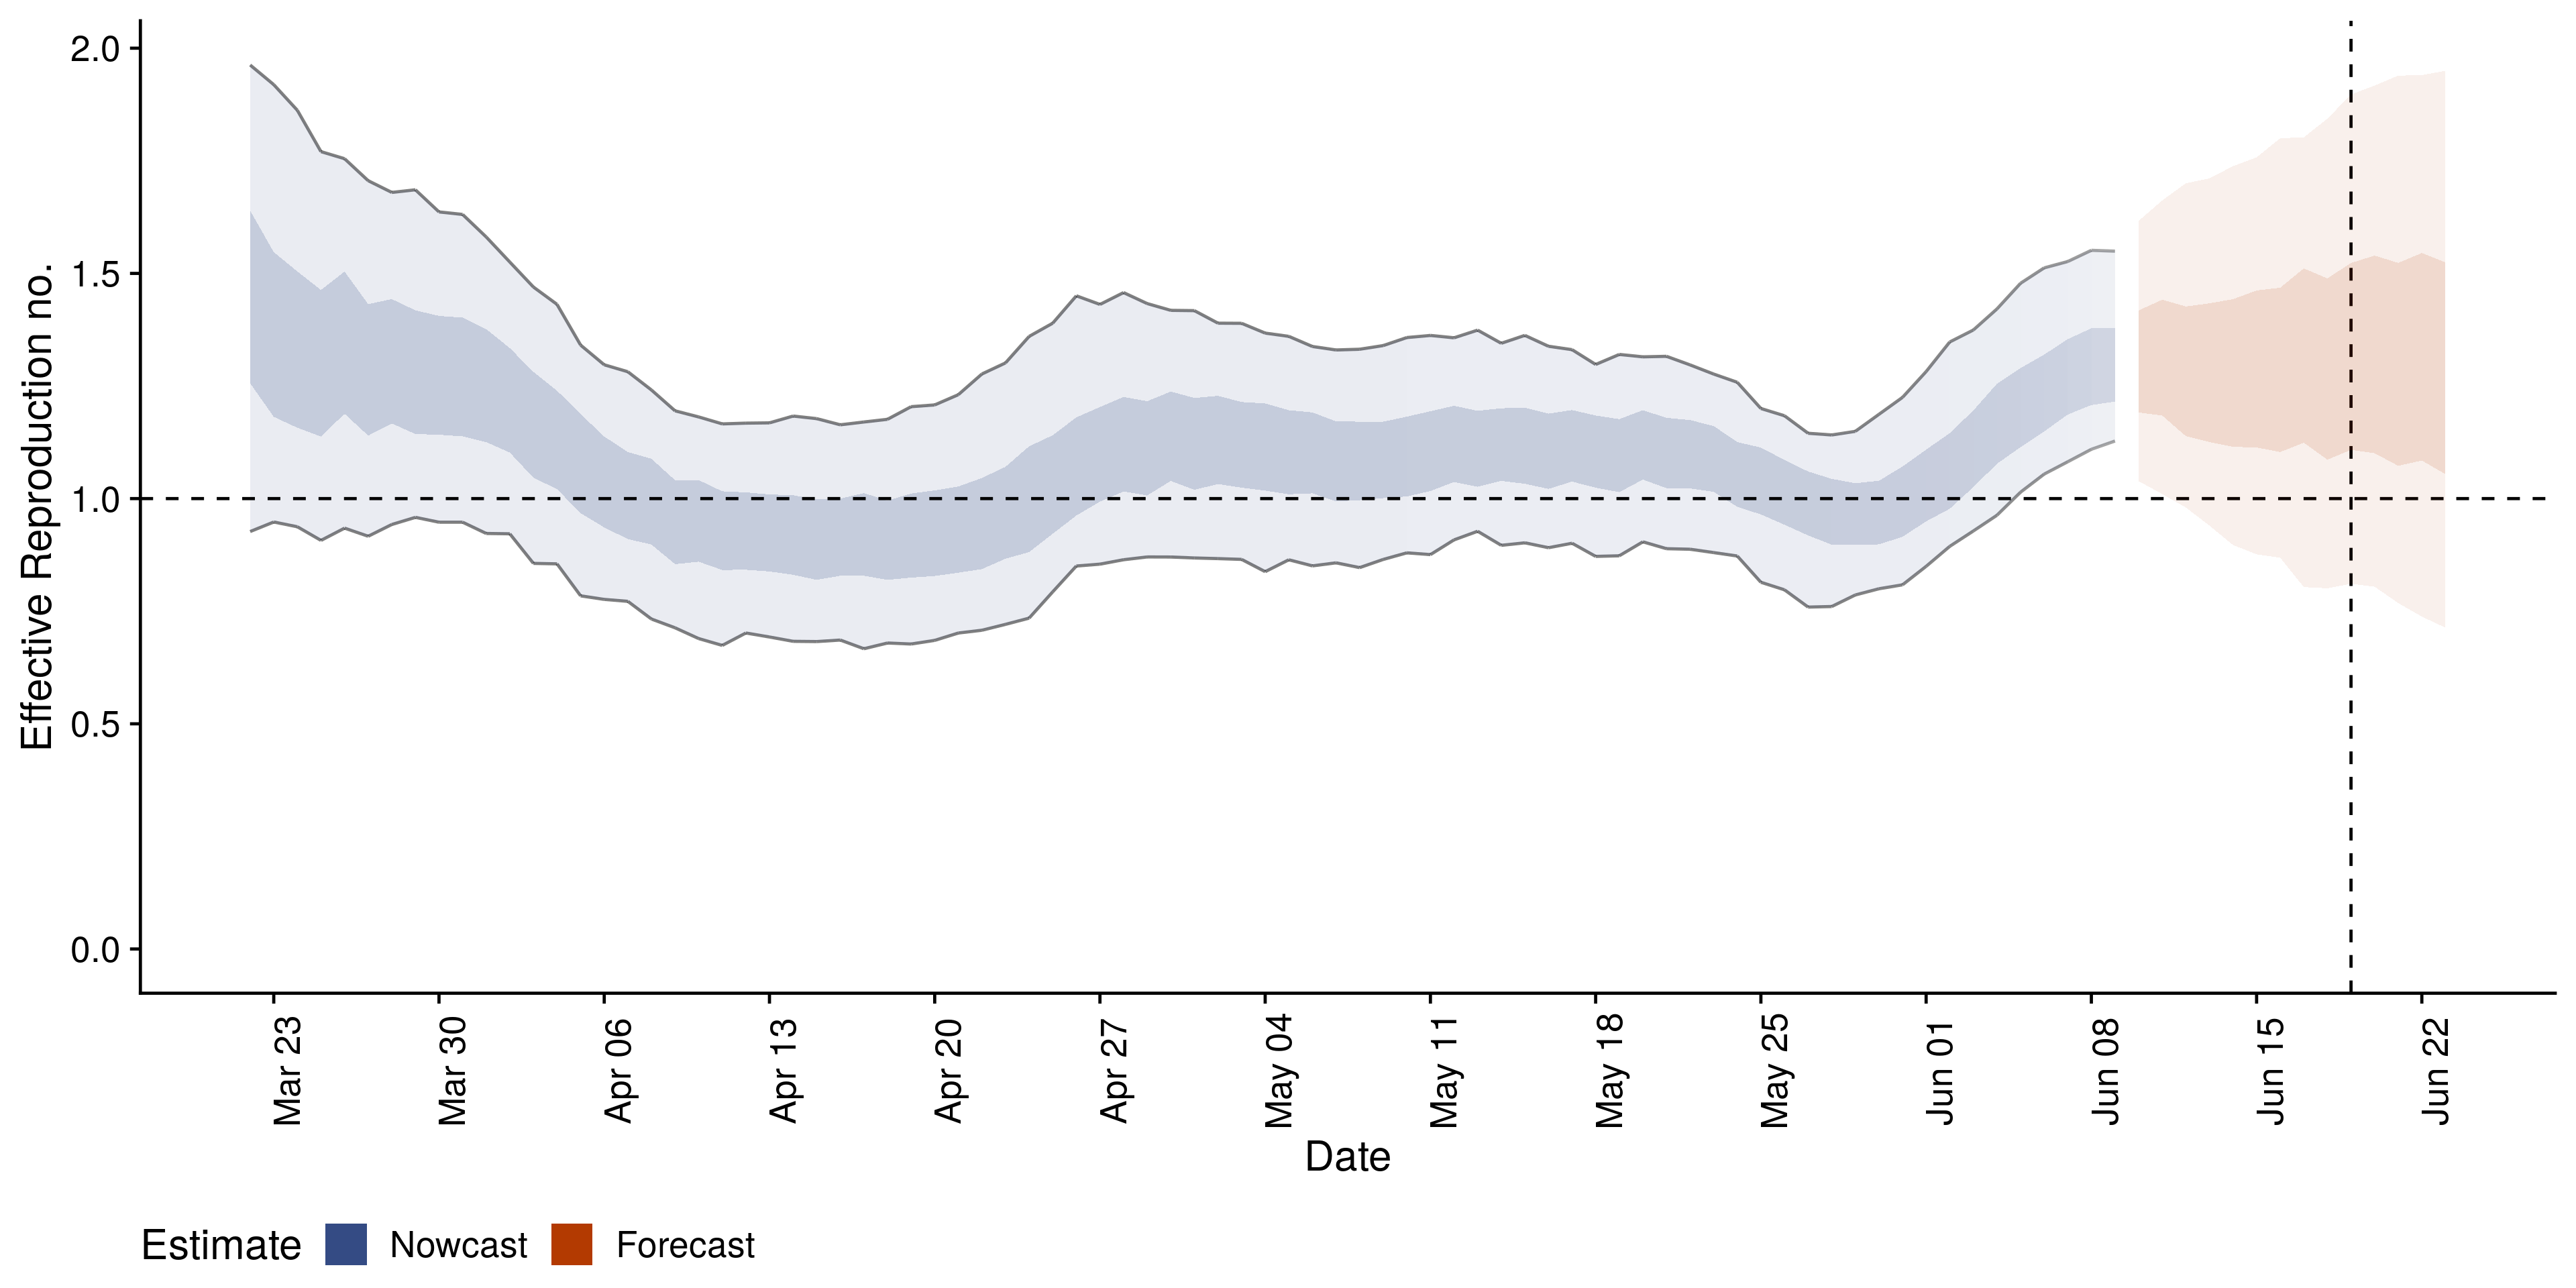 Effective Reproduction no.
2.0
1.5
1.0
0.5
0.0
Mar 23
Mar 30
Apr 06
Apr 13
Apr 20
Apr 27
May 04
May 11
May 18
May 25
Jun 01
Jun 08
Jun 15
Jun 22
Date
Estimate Nowcast Forecast